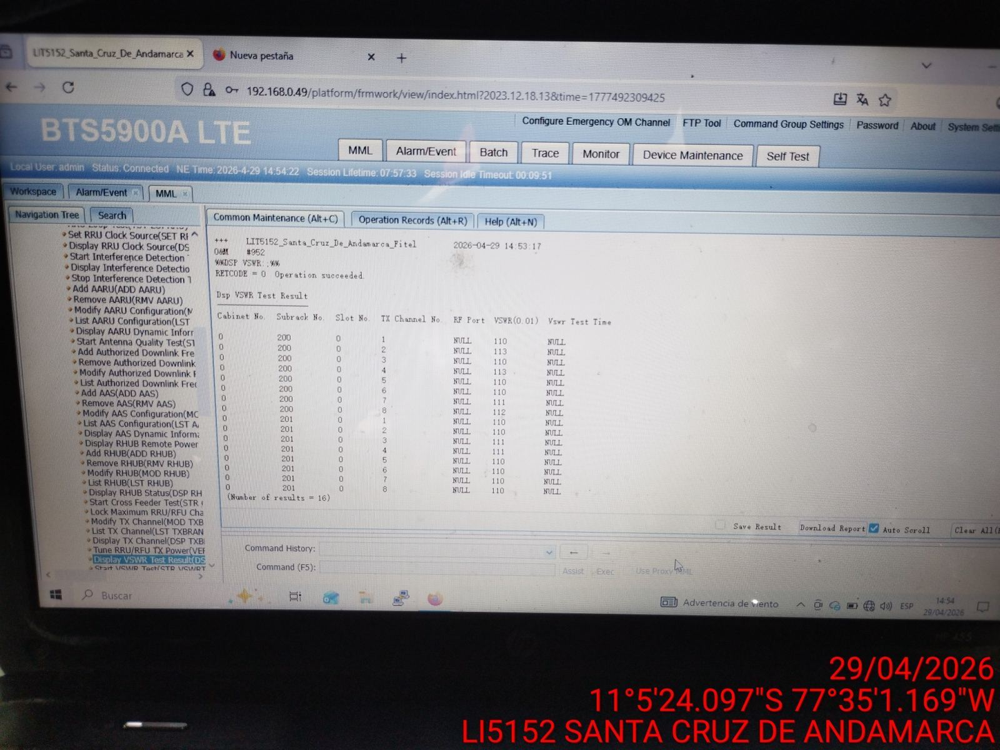 LIT5152_Santa_Cruz_De_Andamarca
Nueva pestaña
192.168.0.49/platform/frmwork/view/index.html?2023.12.18.13&time=1777492309425
BTS5900A LTE
Configure Emergency OM Channel FTP Tool Command Group Settings Password About System
MML Alarm/Event Batch Trace Monitor Device Maintenance Self Test
Local User: admin Status: Connected NE Time: 2026-4-29 14:54:22 Session Lifetime: 07:57:33 Session Idle Timeout: 00:09:51
Workspace Alarm/Event MML
Navigation Tree Search
Common Maintenance (Alt+C) Operation Records (Alt+R) Help (Alt+N)
Set RRU Clock Source(SET RI
Display RRU Clock Source(DS
Start Interference Detection
Display Interference Detectio
Stop Interference Detection
Add AARU(ADD AARU)
Remove AARU(RMV AARU)
Modify AARU Configuration(M
List AARU Configuration(LST
Display AARU Dynamic Inforr
Start Antenna Quality Test(ST
Add Authorized Downlink Fre
Remove Authorized Downlink
Modify Authorized Downlink F
List Authorized Downlink Frec
Add AAS(ADD AAS)
Remove AAS(RMV AAS)
Modify AAS Configuration(MC
List AAS Configuration(LST A
Display AAS Dynamic Informa
Display RHUB Remote Power
Add RHUB(ADD RHUB)
Remove RHUB(RMV RHUB)
Modify RHUB(MOD RHUB)
List RHUB(LST RHUB)
Display RHUB Status(DSP RH
Start Cross Feeder Test(STR
Lock Maximum RRU/RFU Cha
Modify TX Channel(MOD TXB
List TX Channel(LST TXBRAN
Display TX Channel(DSP TXB
Tune RRU/RFU TX Power(VEF
Display VSWR Test Result(DS
Start VSWR Test(STR VSWRT
+++ LIT5152_Santa_Cruz_De_Andamarca_Fitel 2026-04-29 14:53:17
O&M #952
%%DSP VSWR:;%%
RETCODE = 0 Operation succeeded.
Dsp VSWR Test Result
Cabinet No. Subrack No. Slot No. TX Channel No. RF Port VSWR(0.01) Vswr Test Time
0 200 0 1 NULL 110 NULL
0 200 0 2 NULL 113 NULL
0 200 0 3 NULL 110 NULL
0 200 0 4 NULL 113 NULL
0 200 0 5 NULL 110 NULL
0 200 0 6 NULL 110 NULL
0 200 0 7 NULL 111 NULL
0 200 0 8 NULL 112 NULL
0 201 0 1 NULL 110 NULL
0 201 0 2 NULL 110 NULL
0 201 0 3 NULL 111 NULL
0 201 0 4 NULL 111 NULL
0 201 0 5 NULL 110 NULL
0 201 0 6 NULL 110 NULL
0 201 0 7 NULL 110 NULL
0 201 0 8 NULL 110 NULL
(Number of results = 16)
Save Result Download Report Auto Scroll Clear All(
Command History:
Command (F5): Assist Exec Use Proxy MML
Buscar
Advertencia de viento
ESP
14:54
29/04/2026
29/04/2026
11°5'24.097"S 77°35'1.169"W
LI5152 SANTA CRUZ DE ANDAMARCA